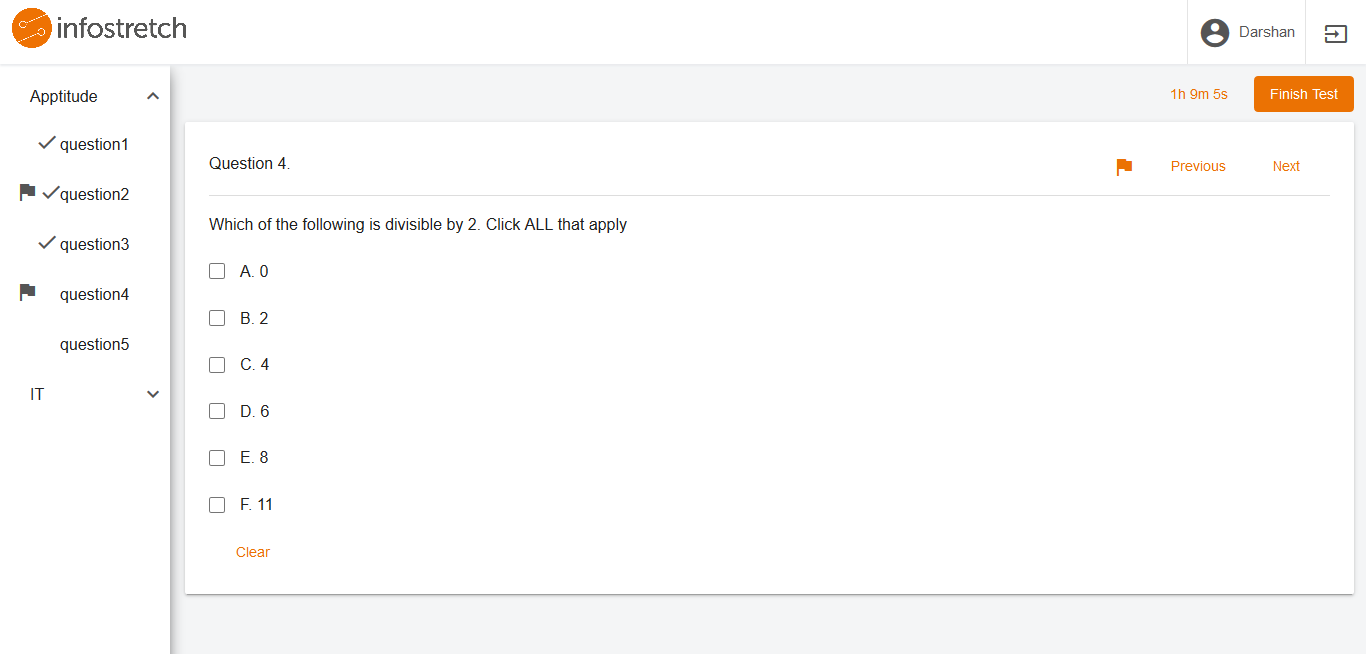 infostretch
Darshan
Apptitude
question1
question2
question3
question4
question5
IT
1h 9m 5s
Finish Test
Question 4.
Previous
Next
Which of the following is divisible by 2. Click ALL that apply
A. 0
B. 2
C. 4
D. 6
E. 8
F. 11
Clear